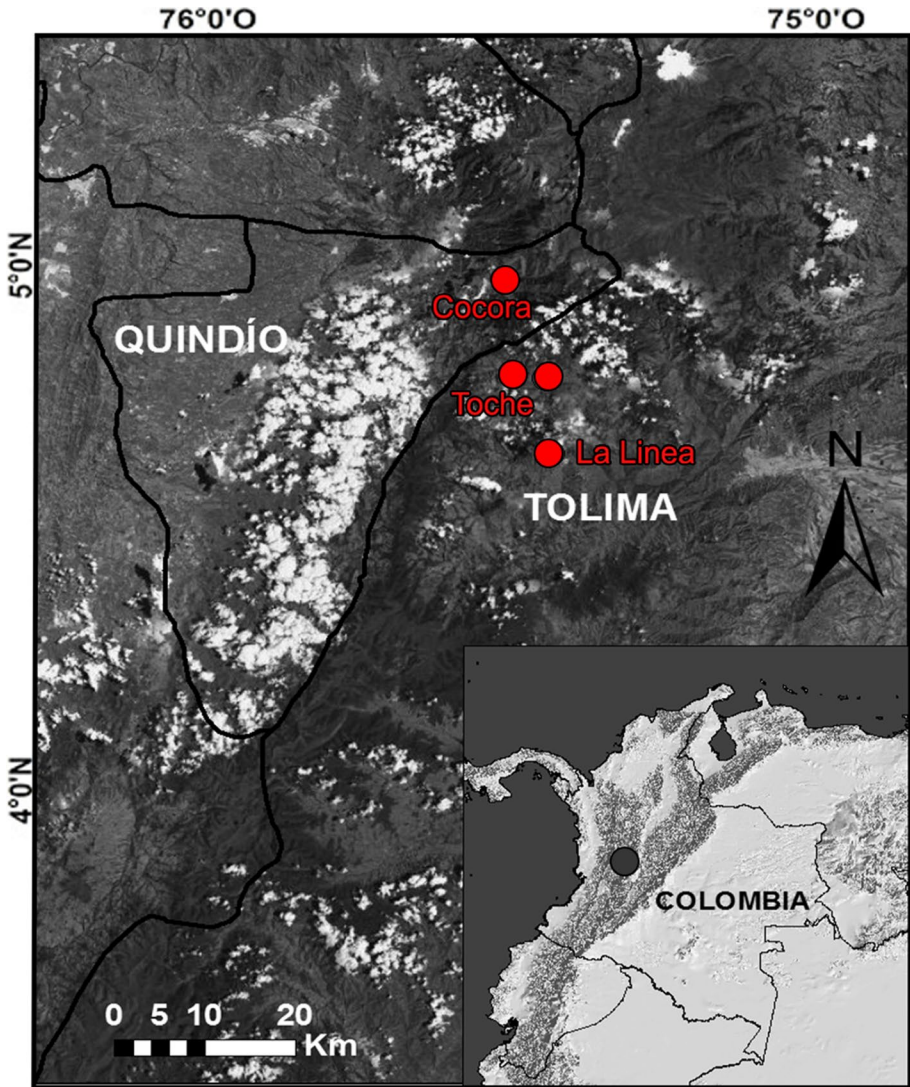 76°0'O 75°0'O
5°0'N
Cocora
QUINDÍO
Toche
La Linea
N
TOLIMA
4°0'N
COLOMBIA
0 5 10 20
Km